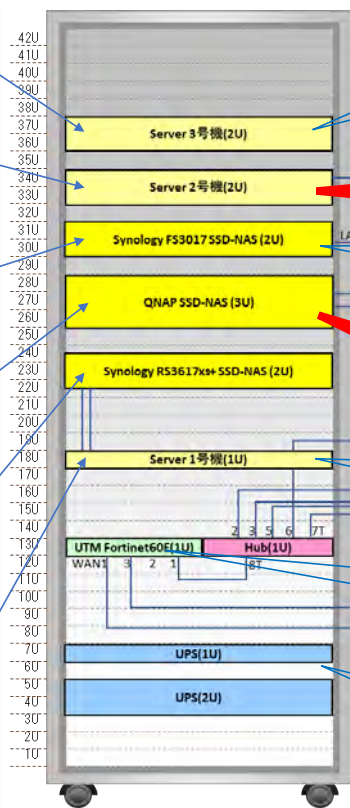 42U
41U
40U
39U
38U
37U
36U
35U
Server 3号機(2U)
34U
33U
32U
Server 2号機(2U)
31U
30U
29U
Synology FS3017 SSD-NAS (2U)
LA
28U
27U
26U
25U
QNAP SSD-NAS (3U)
24U
23U
22U
21U
Synology RS3617xs+ SSD-NAS (2U)
20U
19U
18U
17U
Server 1号機(1U)
16U
15U
14U
2 3 5 6 7T
13U
UTM Fortinet60E(1U)
Hub(1U)
12U
WAN1 3 2 1 8T
11U
10U
9U
8U
7U
6U
UPS(1U)
5U
4U
3U
UPS(2U)
2U
1U